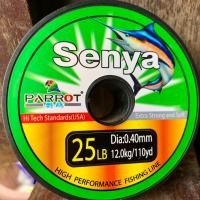 Senya
PARROT
Hi Tech Standards(USA)
Extra Strong and Soft
25LB
Dia:0.40mm
12.0kg/110yd
HIGH PERFORMANCE FISHING LINE